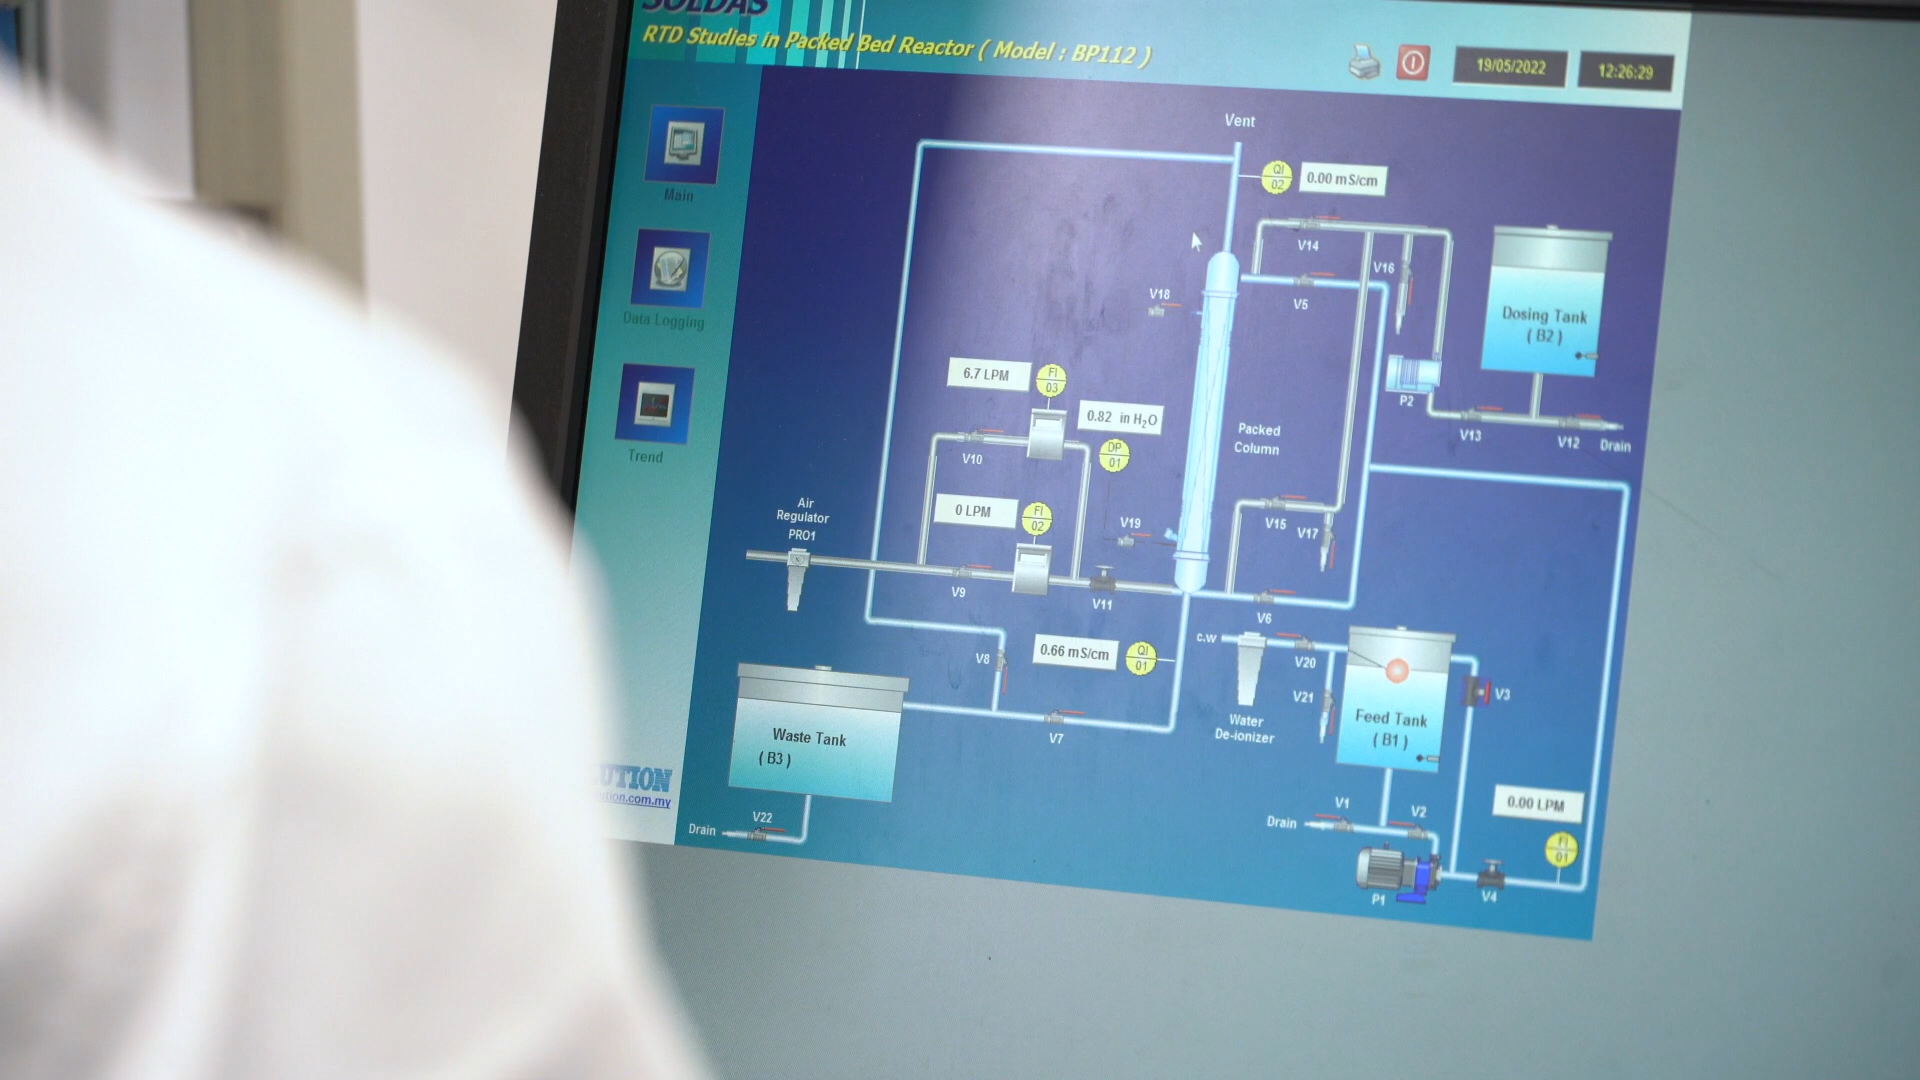 SOLDAS
RTD Studies in Packed Bed Reactor ( Model : BP112 )
19/05/2022
12:26:29
Main
Data Logging
Trend
Vent
QI
02
0.00 mS/cm
V14
V16
V5
V18
Dosing Tank
( B2 )
P2
V13
V12
Drain
6.7 LPM
FI
03
0.82 in H2O
DP
01
V10
Packed
Column
0 LPM
FI
02
V19
V15
V17
Air
Regulator
PRO1
V9
V11
V6
c.w
V20
V8
0.66 mS/cm
QI
01
V21
V3
Water
De-ionizer
Feed Tank
( B1 )
Waste Tank
( B3 )
V7
UTION
ution.com.my
V22
Drain
V1
V2
Drain
0.00 LPM
FI
01
P1
V4